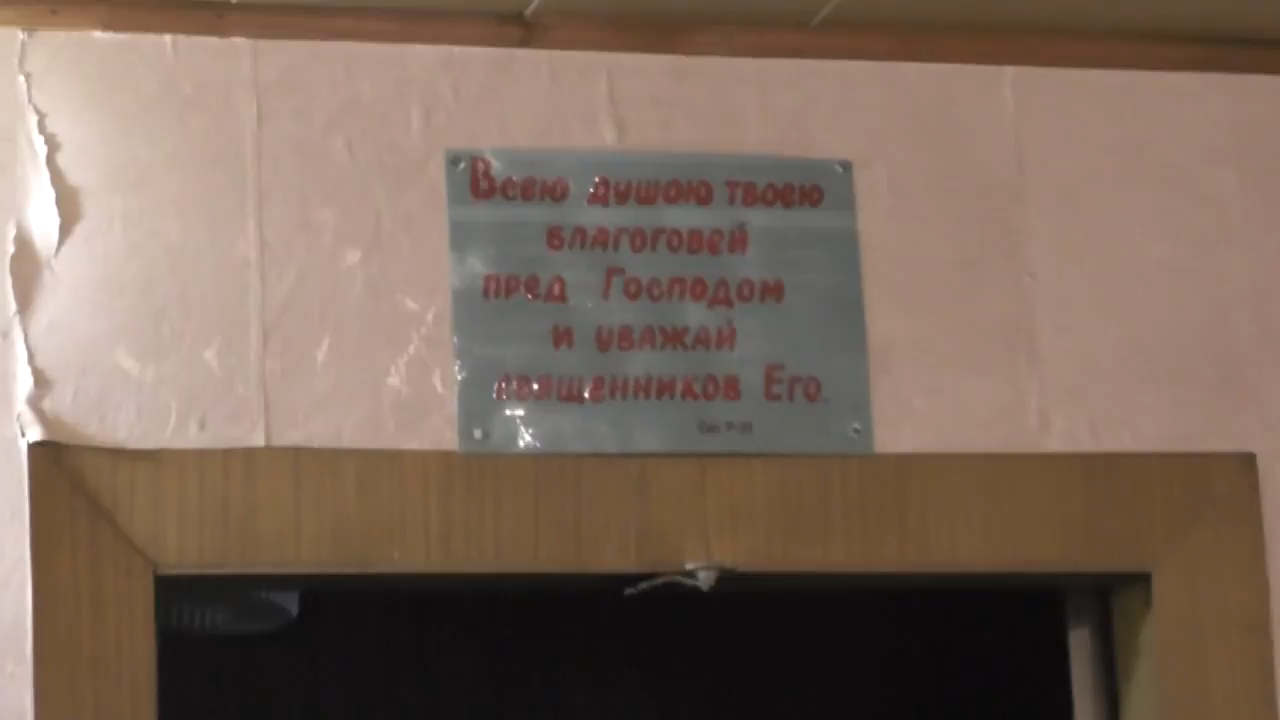 Всею душою твоею
благоговей
пред Господом
и уважай
священников Его.